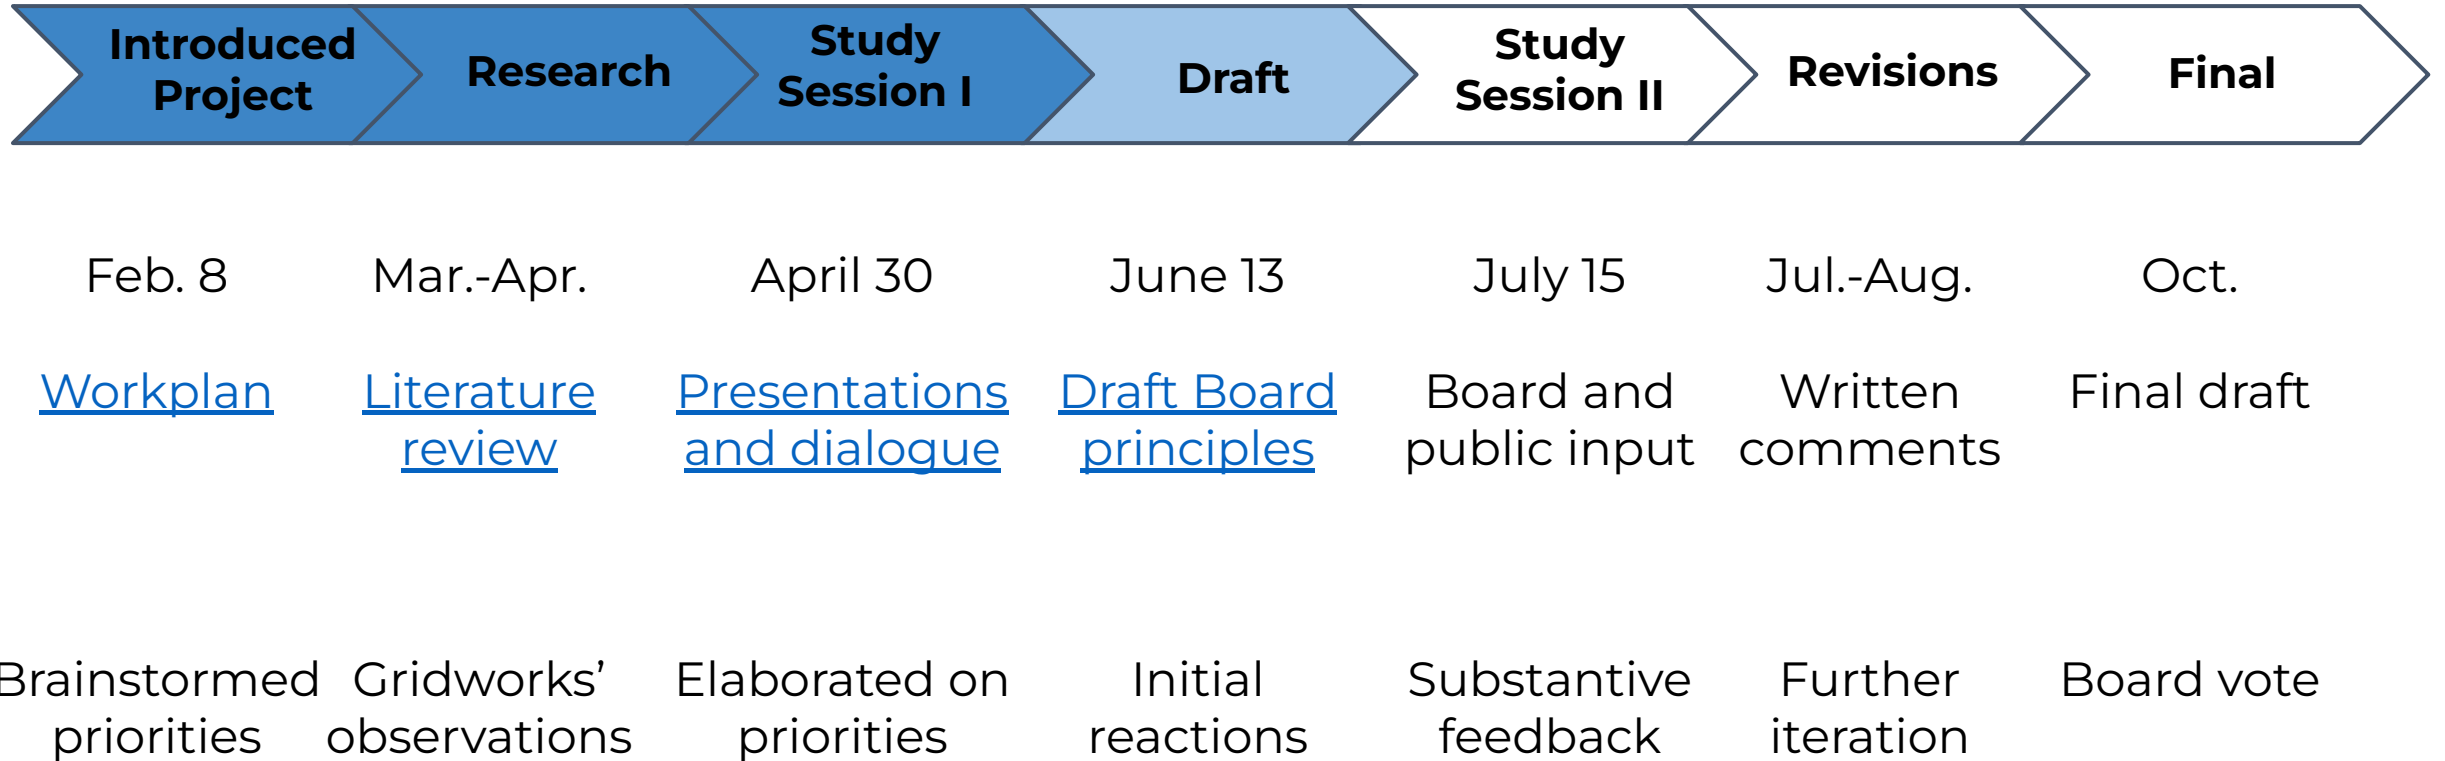 Introduced
Project
Research
Study
Session I
Draft
Study
Session II
Revisions
Final
Feb. 8
Mar.-Apr.
April 30
June 13
July 15
Jul.-Aug.
Oct.
Workplan
Literature
review
Presentations
and dialogue
Draft Board
principles
Board and
public input
Written
comments
Final draft
Brainstormed
priorities
Gridworks’
observations
Elaborated on
priorities
Initial
reactions
Substantive
feedback
Further
iteration
Board vote